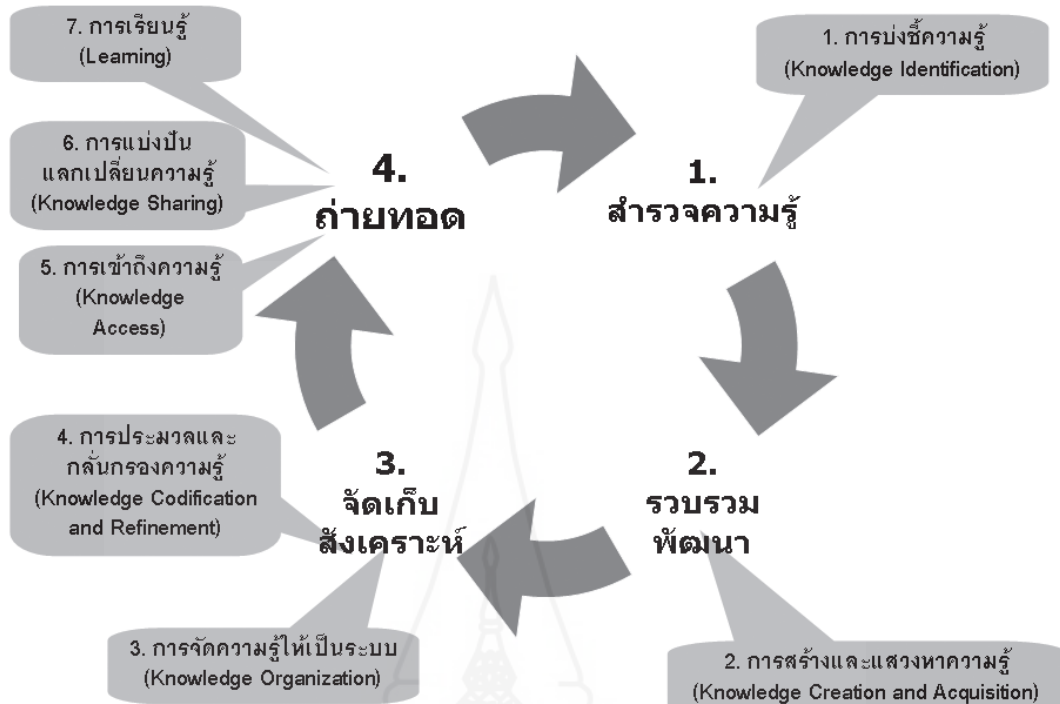 7. การเรียนรู้
(Learning)
1. การบ่งชี้ความรู้
(Knowledge Identification)
6. การแบ่งปัน
แลกเปลี่ยนความรู้
(Knowledge Sharing)
4.
ถ่ายทอด
1.
สำรวจความรู้
5. การเข้าถึงความรู้
(Knowledge
Access)
4. การประมวลและ
กลั่นกรองความรู้
(Knowledge Codification
and Refinement)
3.
จัดเก็บ
สังเคราะห์
2.
รวบรวม
พัฒนา
3. การจัดความรู้ให้เป็นระบบ
(Knowledge Organization)
2. การสร้างและแสวงหาความรู้
(Knowledge Creation and Acquisition)